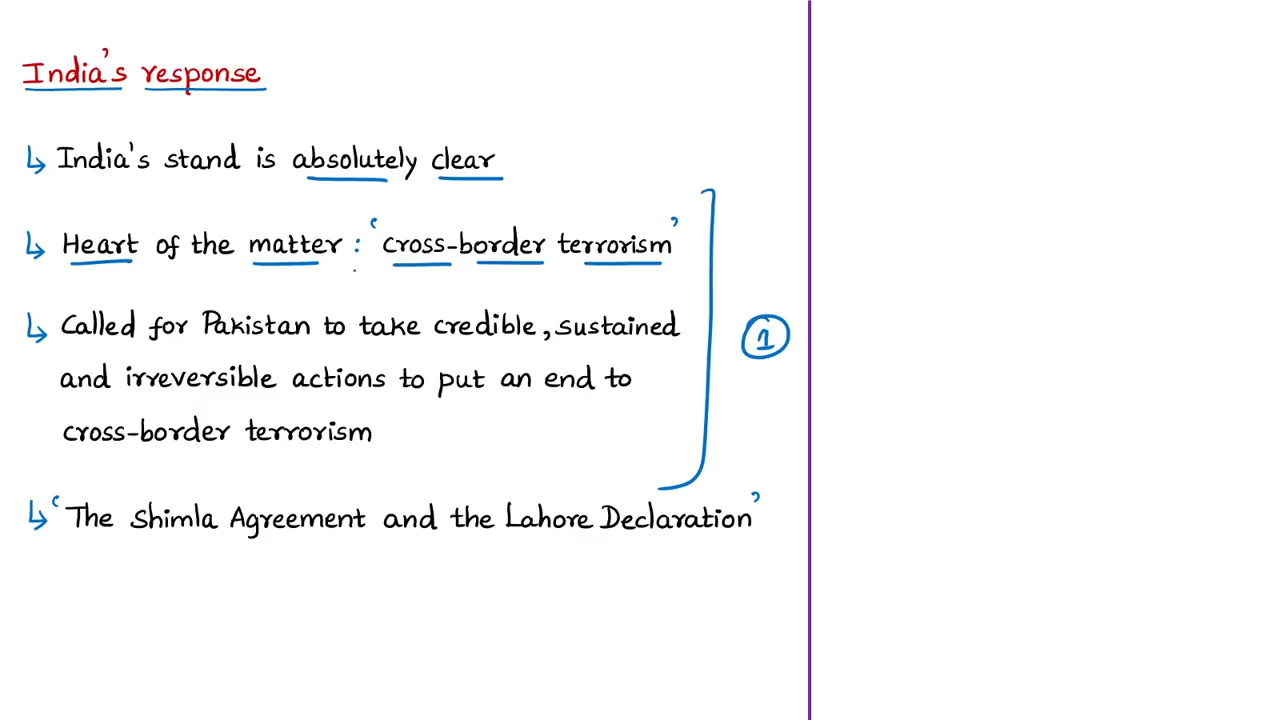 India's response
↳ India's stand is absolutely clear
↳ Heart of the matter : 'cross-border terrorism'
↳ Called for Pakistan to take credible, sustained
and irreversible actions to put an end to
cross-border terrorism
1
↳ 'The Shimla Agreement and the Lahore Declaration'